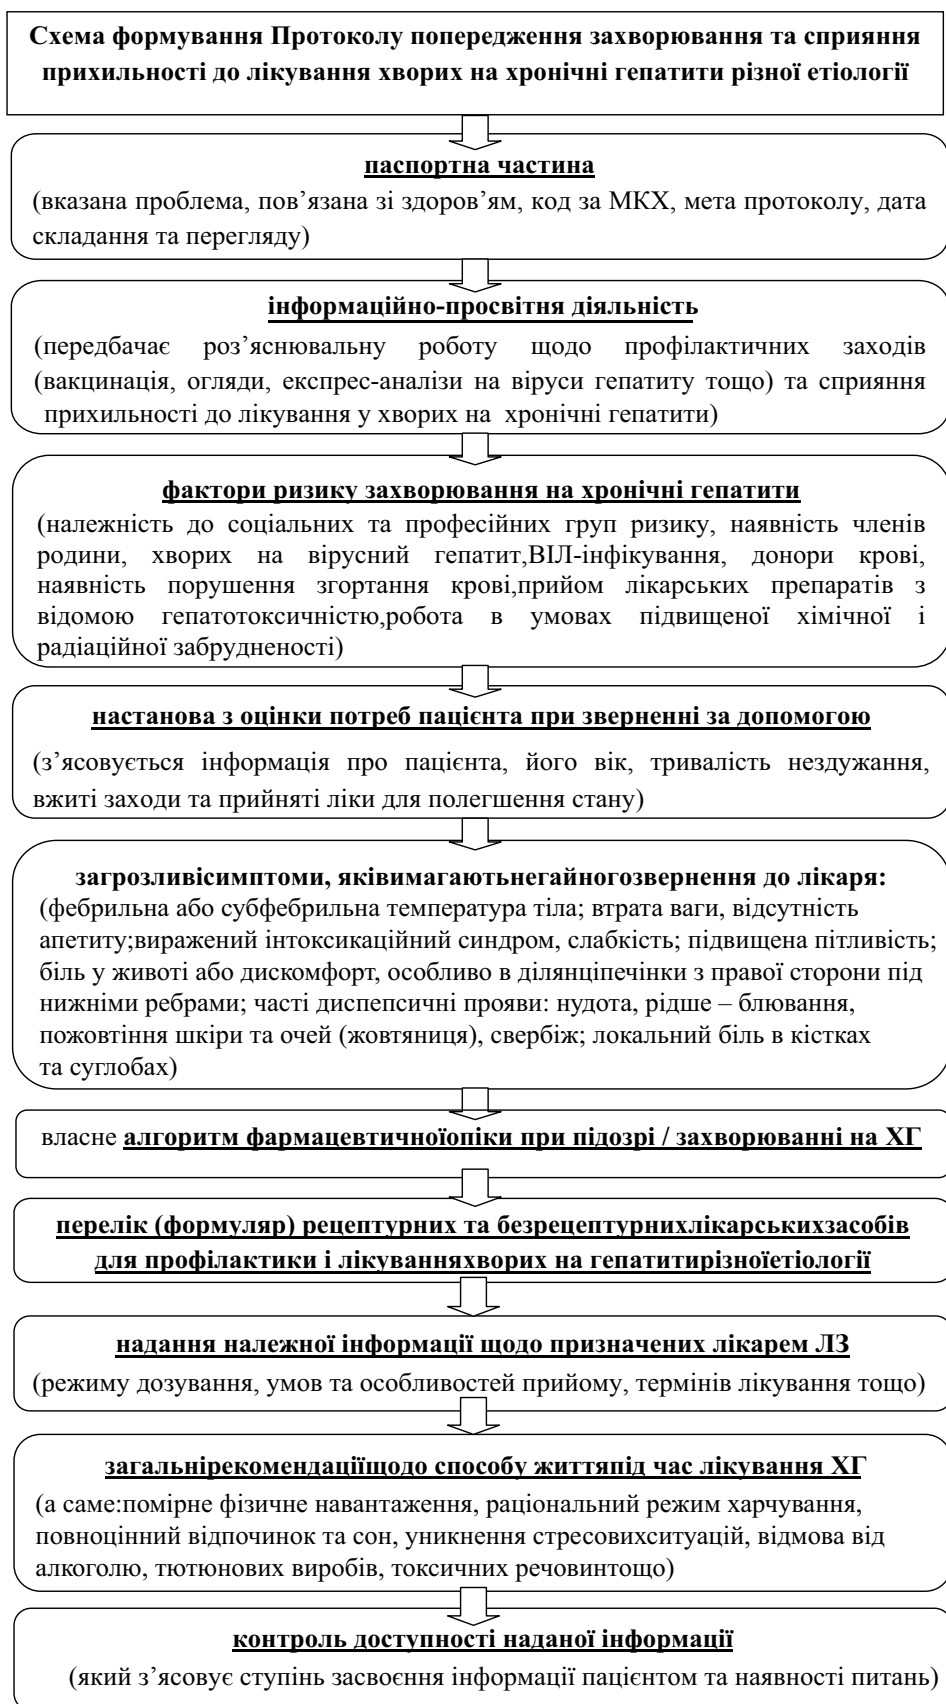 Схема формування Протоколу попередження захворювання та сприяння
прихильності до лікування хворих на хронічні гепатити різної етіології
паспортна частина
(вказана проблема, пов’язана зі здоров’ям, код за МКХ, мета протоколу, дата
складання та перегляду)
інформаційно-просвітня діяльність
(передбачає роз’яснювальну роботу щодо профілактичних заходів
(вакцинація, огляди, експрес-аналізи на віруси гепатиту тощо) та сприяння
прихильності до лікування у хворих на хронічні гепатити)
фактори ризику захворювання на хронічні гепатити
(належність до соціальних та професійних груп ризику, наявність членів
родини, хворих на вірусний гепатит,ВІЛ-інфікування, донори крові,
наявність порушення згортання крові,прийом лікарських препаратів з
відомою гепатотоксичністю,робота в умовах підвищеної хімічної і
радіаційної забрудненості)
настанова з оцінки потреб пацієнта при зверненні за допомогою
(з’ясовується інформація про пацієнта, його вік, тривалість нездужання,
вжиті заходи та прийняті ліки для полегшення стану)
загрозливісимптоми, яківимагаютьнегайногозвернення до лікаря:
(фебрильна або субфебрильна температура тіла; втрата ваги, відсутність
апетиту;виражений інтоксикаційний синдром, слабкість; підвищена пітливість;
біль у животі або дискомфорт, особливо в ділянціпечінки з правої сторони під
нижніми ребрами; часті диспепсичні прояви: нудота, рідше – блювання,
пожовтіння шкіри та очей (жовтяниця), свербіж; локальний біль в кістках
та суглобах)
власне алгоритм фармацевтичноїопіки при підозрі / захворюванні на ХГ
перелік (формуляр) рецептурних та безрецептурнихлікарськихзасобів
для профілактики і лікуванняхворих на гепатитирізноїетіології
надання належної інформації щодо призначених лікарем ЛЗ
(режиму дозування, умов та особливостей прийому, термінів лікування тощо)
загальнірекомендаціїщодо способу життяпід час лікування ХГ
(а саме:помірне фізичне навантаження, раціональний режим харчування,
повноцінний відпочинок та сон, уникнення стресовихситуацій, відмова від
алкоголю, тютюнових виробів, токсичних речовинтощо)
контроль доступності наданої інформації
(який з’ясовує ступінь засвоєння інформації пацієнтом та наявності питань)